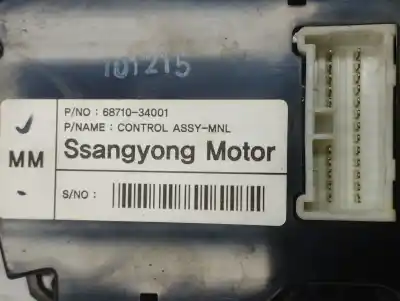 101215
P/NO : 68710-34001
P/NAME : CONTROL ASSY-MNL
MM
Ssangyong Motor
S/NO :